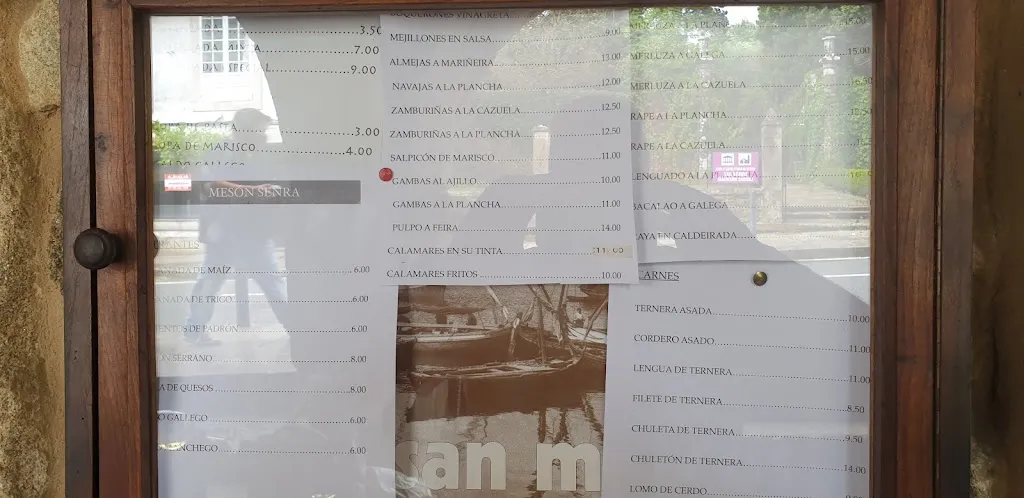 3.50
7.00
9.00
3.00
OPA DE MARISCO 4.00
MESON SENRA
DE MAÍZ 6.00
NADA DE TRIGO 6.00
ENTOS DE PADRÓN 6.00
ÓN SERRANO 8.00
LA DE QUESOS 8.00
O GALLEGO 6.00
ANCHEGO 6.00
BOQUERONES VINAGRETA
MEJILLONES EN SALSA 9.00
ALMEJAS A MARIÑEIRA 13.00
NAVAJAS A LA PLANCHA 12.00
ZAMBURIÑAS A LA CAZUELA 12.50
ZAMBURIÑAS A LA PLANCHA 12.50
SALPICÓN DE MARISCO 11.00
GAMBAS AL AJILLO 10.00
GAMBAS A LA PLANCHA 11.00
PULPO A FEIRA 14.00
CALAMARES EN SU TINTA
CALAMARES FRITOS 10.00
san m
MERLUZA A LA PLANCHA 15.00
MERLUZA A GALEGA 15.00
MERLUZA A LA CAZUELA
RAPE A LA PLANCHA
RAPE A LA CAZUELA
LENGUADO A LA
BACALAO A GALEGA
RAYA EN CALDEIRADA
CARNES
TERNERA ASADA 10.00
CORDERO ASADO 11.00
LENGUA DE TERNERA 11.00
FILETE DE TERNERA 8.50
CHULETA DE TERNERA 9.50
CHULETÓN DE TERNERA 14.00
LOMO DE CERDO